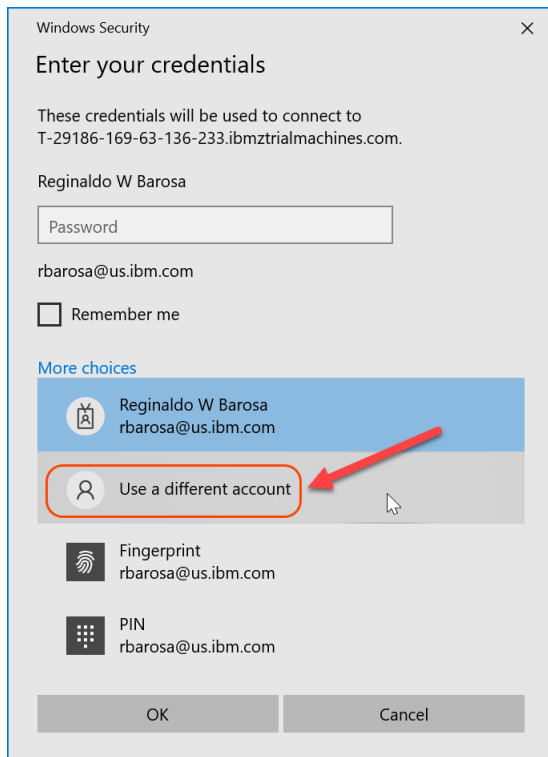 Windows Security
Enter your credentials
These credentials will be used to connect to
T-29186-169-63-136-233.ibmztrialmachines.com.
Reginaldo W Barosa
Password
rbarosa@us.ibm.com
Remember me
More choices
Reginaldo W Barosa
rbarosa@us.ibm.com
Use a different account
Fingerprint
rbarosa@us.ibm.com
PIN
rbarosa@us.ibm.com
OK
Cancel